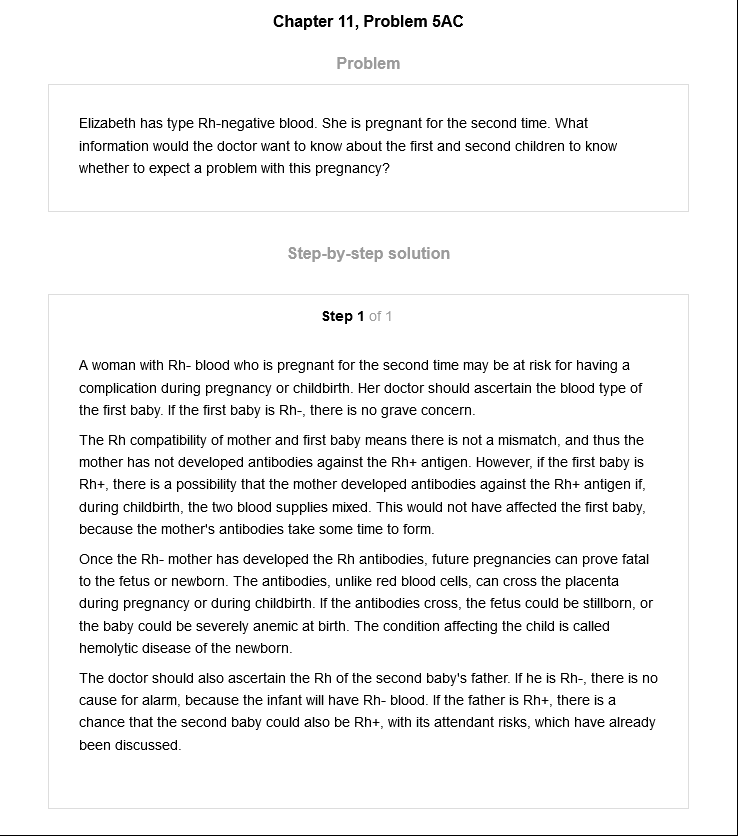 Chapter 11, Problem 5AC
Problem
Elizabeth has type Rh-negative blood. She is pregnant for the second time. What
information would the doctor want to know about the first and second children to know
whether to expect a problem with this pregnancy?
Step-by-step solution
Step 1 of 1
A woman with Rh- blood who is pregnant for the second time may be at risk for having a
complication during pregnancy or childbirth. Her doctor should ascertain the blood type of
the first baby. If the first baby is Rh-, there is no grave concern.
The Rh compatibility of mother and first baby means there is not a mismatch, and thus the
mother has not developed antibodies against the Rh+ antigen. However, if the first baby is
Rh+, there is a possibility that the mother developed antibodies against the Rh+ antigen if,
during childbirth, the two blood supplies mixed. This would not have affected the first baby,
because the mother's antibodies take some time to form.
Once the Rh- mother has developed the Rh antibodies, future pregnancies can prove fatal
to the fetus or newborn. The antibodies, unlike red blood cells, can cross the placenta
during pregnancy or during childbirth. If the antibodies cross, the fetus could be stillborn, or
the baby could be severely anemic at birth. The condition affecting the child is called
hemolytic disease of the newborn.
The doctor should also ascertain the Rh of the second baby's father. If he is Rh-, there is no
cause for alarm, because the infant will have Rh- blood. If the father is Rh+, there is a
chance that the second baby could also be Rh+, with its attendant risks, which have already
been discussed.